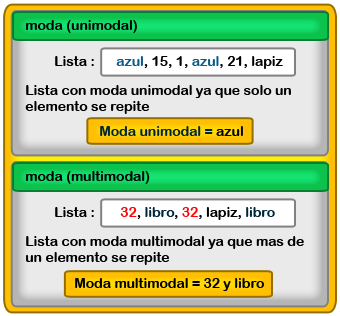 moda (unimodal)
Lista : azul, 15, 1, azul, 21, lapiz
Lista con moda unimodal ya que solo un
elemento se repite
Moda unimodal = azul
moda (multimodal)
Lista : 32, libro, 32, lapiz, libro
Lista con moda multimodal ya que mas de
un elemento se repite
Moda multimodal = 32 y libro